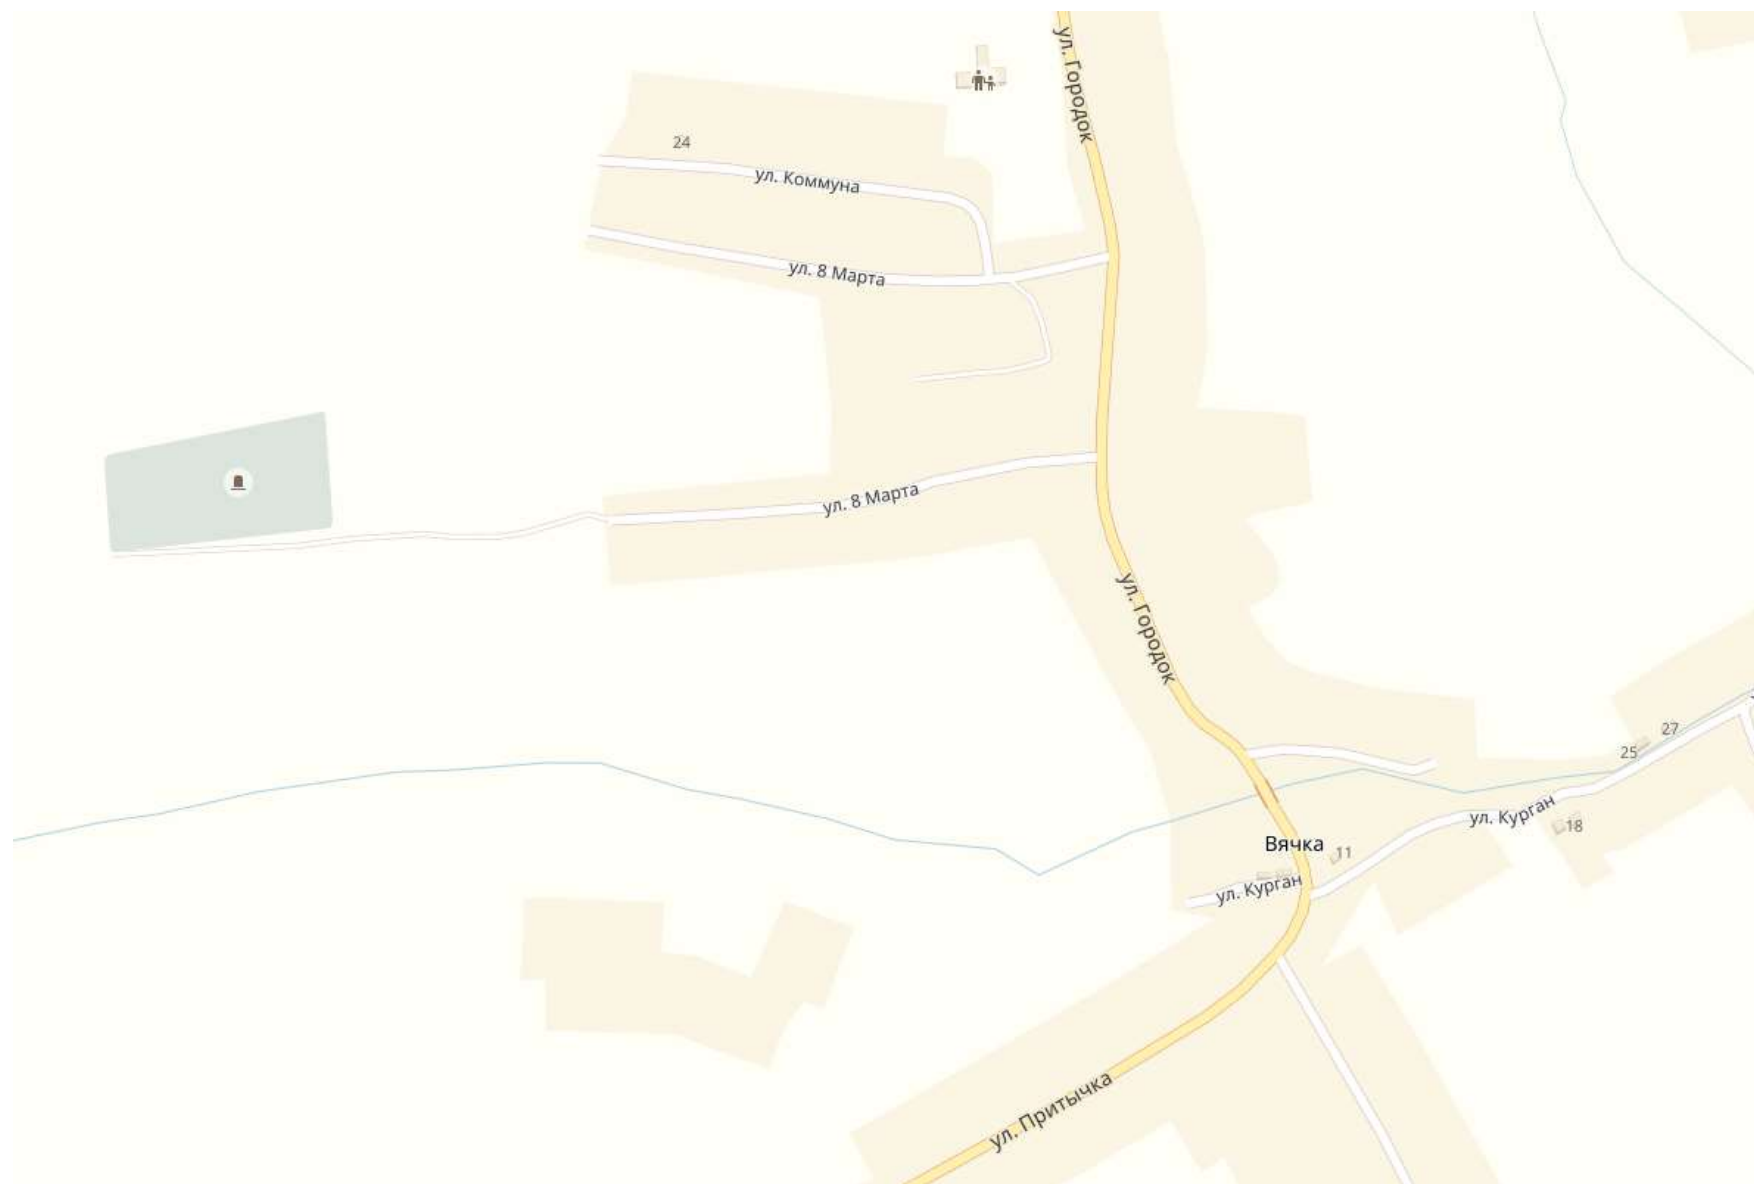 ул. Городок
24
ул. Коммуна
ул. 8 Марта
ул. 8 Марта
ул. Городок
27
25
ул. Курган
18
Вячка
11
ул. Курган
ул. Притычка